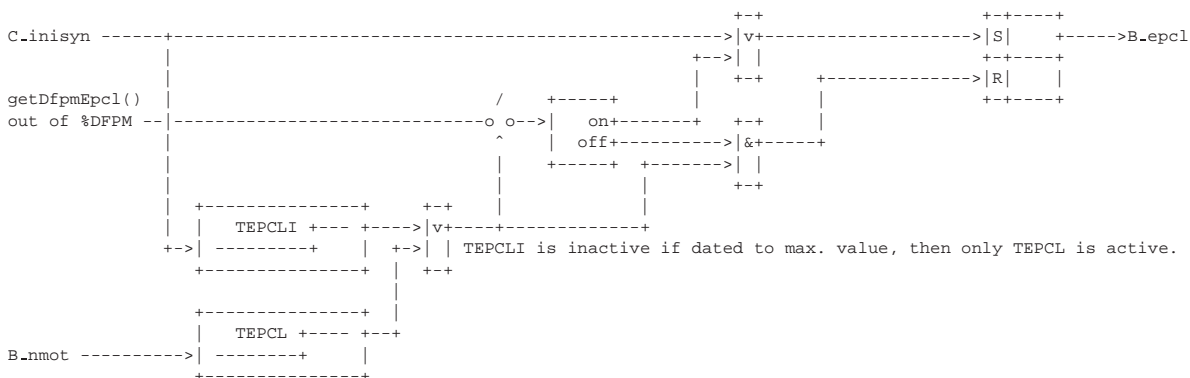 C_inisyn v S B_epcl
R
getDfpmEpcl()
out of %DFPM on
off &
TEPCLI v
TEPCLI is inactive if dated to max. value, then only TEPCL is active.
TEPCL
B_nmot